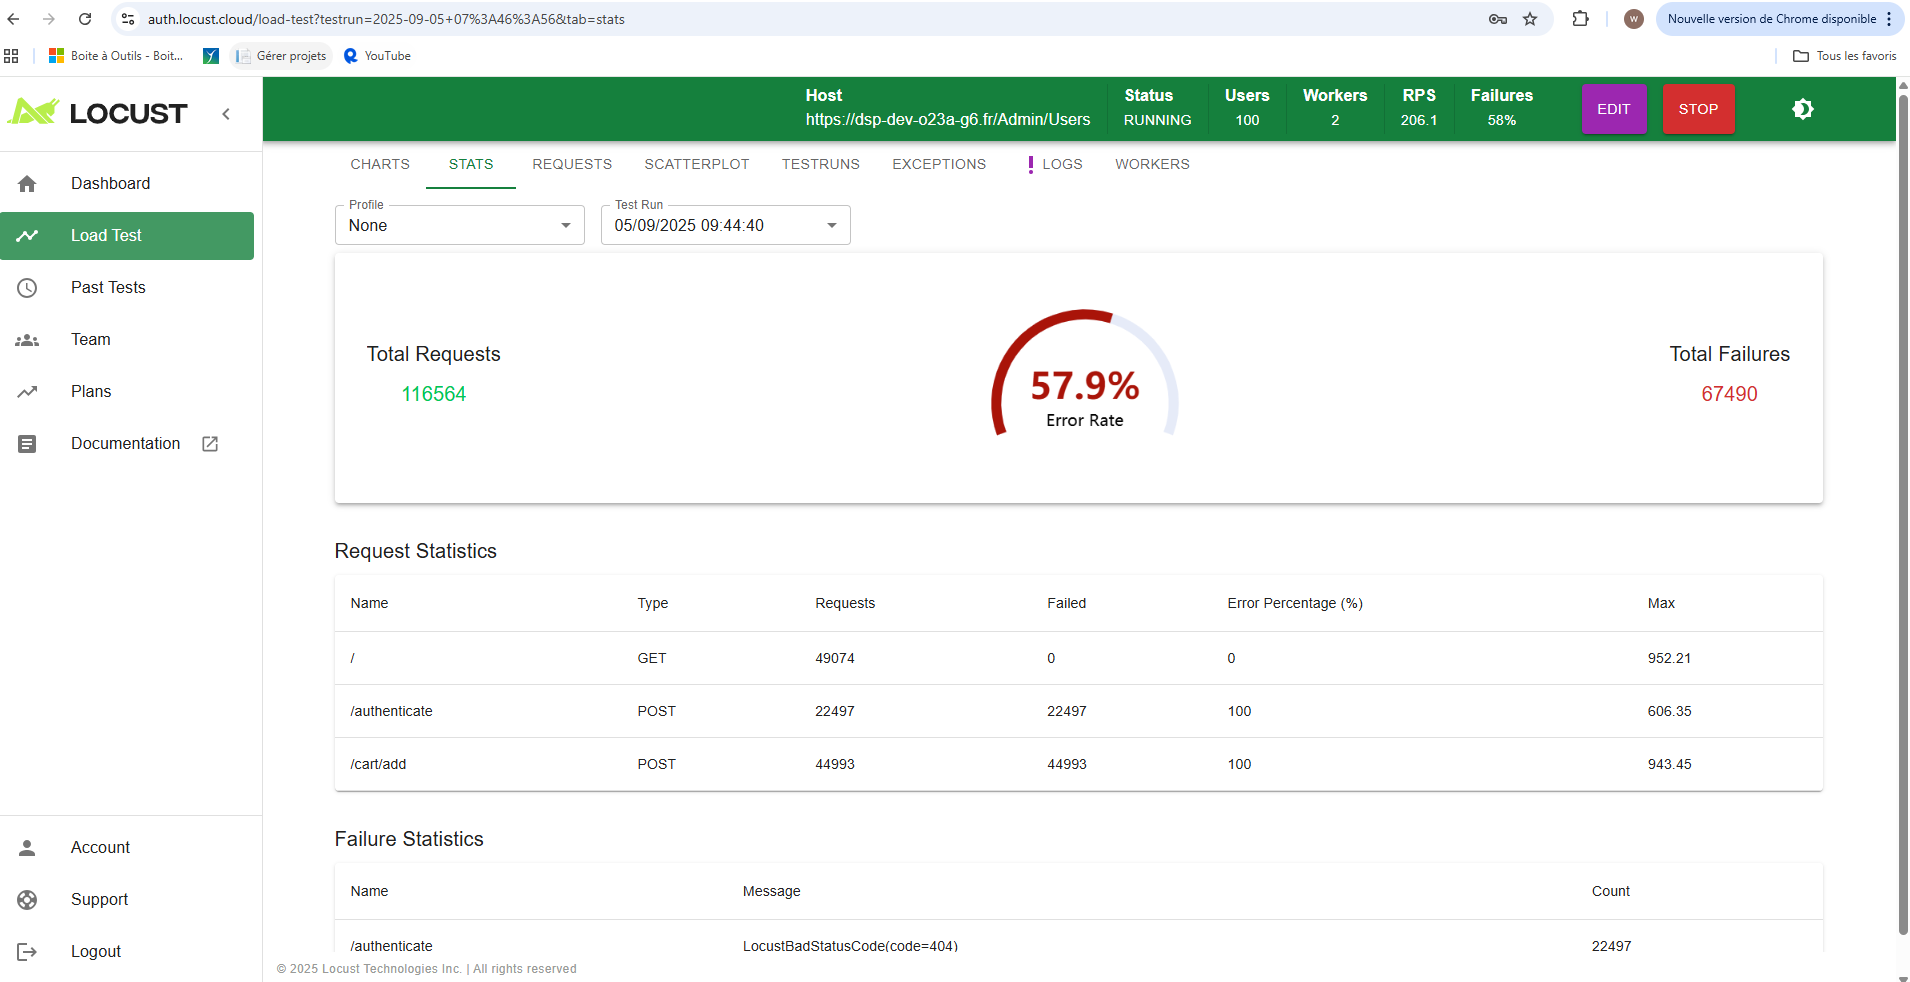 auth.locust.cloud/load-test?testrun=2025-09-05+07%3A46%3A56&tab=stats
W
Nouvelle version de Chrome disponible
Boite à Outils - Boit...
Gérer projets
YouTube
Tous les favoris
LOCUST
Host
https://dsp-dev-o23a-g6.fr/Admin/Users
Status
RUNNING
Users
100
Workers
2
RPS
206.1
Failures
58%
EDIT
STOP
Dashboard
Load Test
Past Tests
Team
Plans
Documentation
Account
Support
Logout
CHARTS STATS REQUESTS SCATTERPLOT TESTRUNS EXCEPTIONS LOGS WORKERS
Profile
None
Test Run
05/09/2025 09:44:40
Total Requests
116564
57.9%
Error Rate
Total Failures
67490
Request Statistics
Name Type Requests Failed Error Percentage (%) Max
/ GET 49074 0 0 952.21
/authenticate POST 22497 22497 100 606.35
/cart/add POST 44993 44993 100 943.45
Failure Statistics
Name Message Count
/authenticate LocustBadStatusCode(code=404) 22497
© 2025 Locust Technologies Inc. | All rights reserved